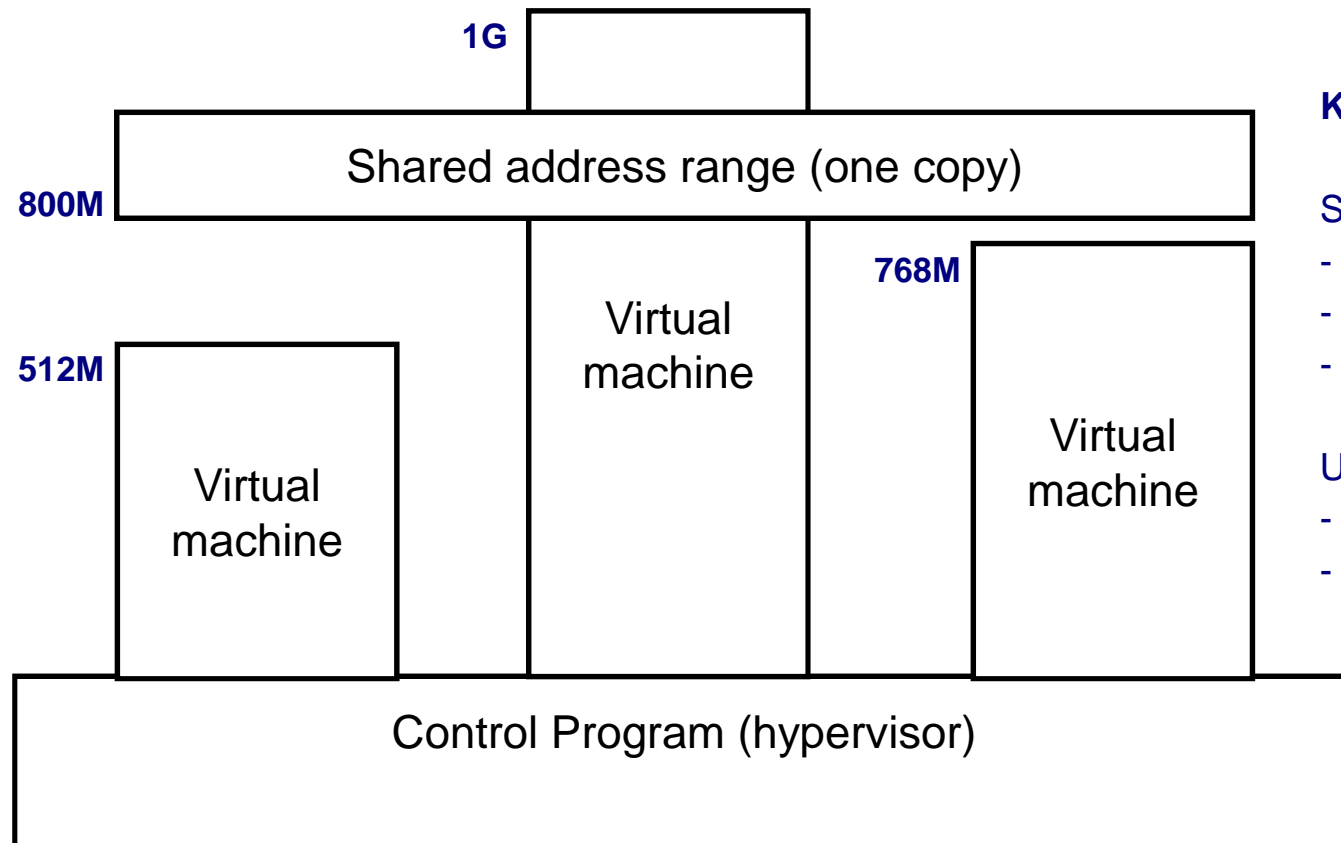 1G
K
Shared address range (one copy)
800M
S
-
768M
-
Virtual
machine
512M
-
Virtual
machine
U
Virtual
machine
-
-
Control Program (hypervisor)